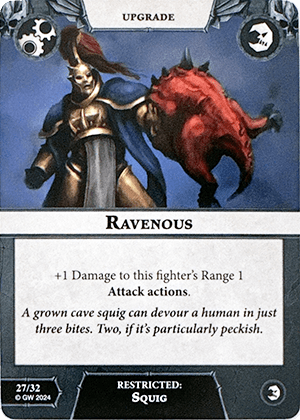 UPGRADE
RAVENOUS
+1 Damage to this fighter's Range 1
Attack actions.
A grown cave squig can devour a human in just
three bites. Two, if it's particularly peckish.
27/32
© GW 2024
RESTRICTED:
SQUIG